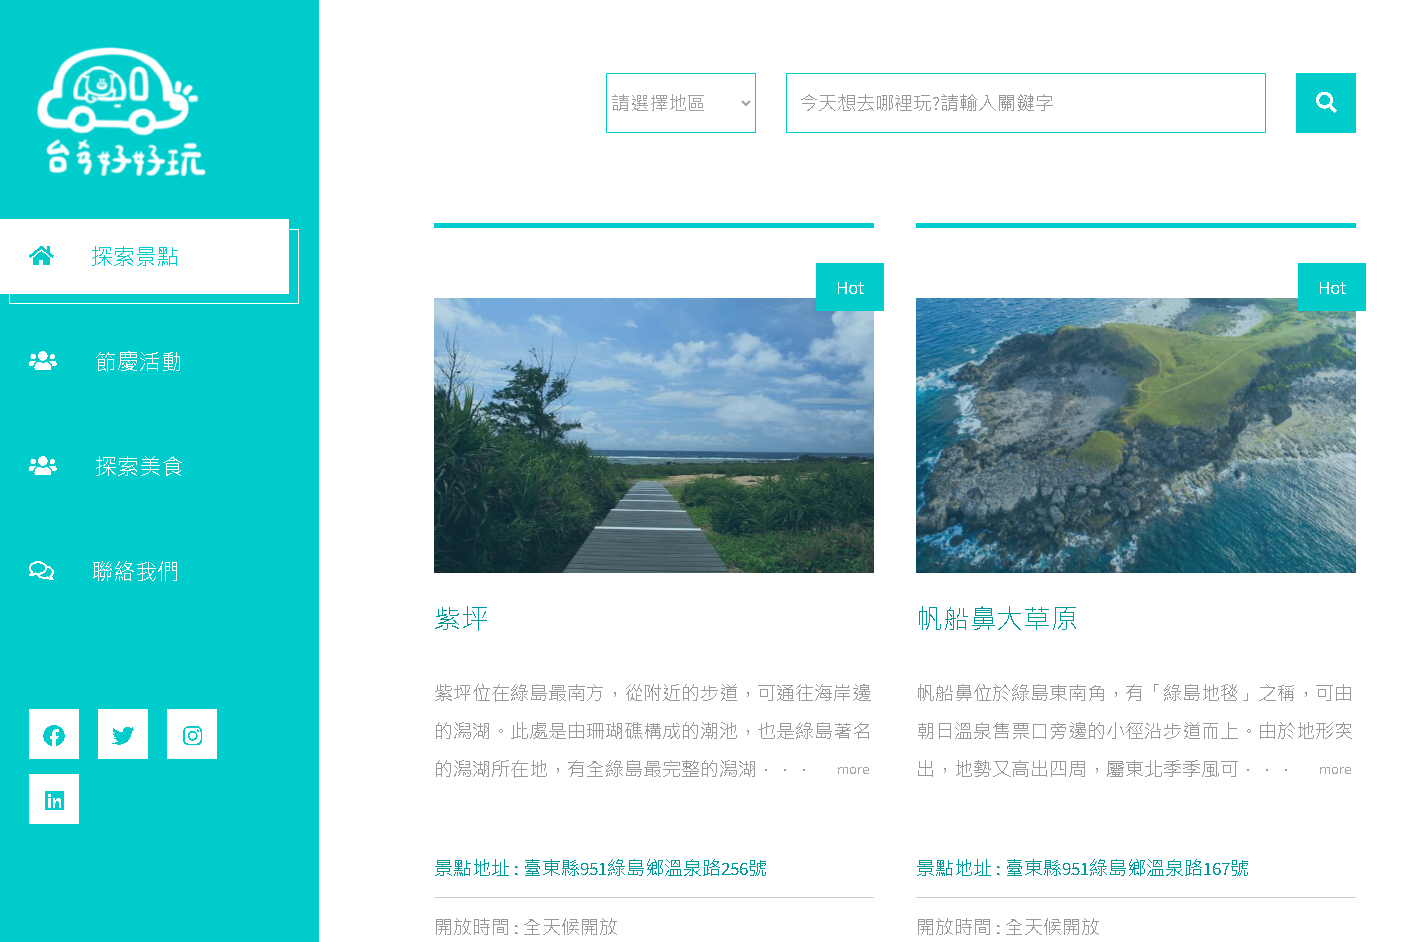 台ㄢ好好玩
探索景點
節慶活動
探索美食
聯絡我們
請選擇地區
今天想去哪裡玩?請輸入關鍵字
Hot
紫坪
紫坪位在綠島最南方，從附近的步道，可通往海岸邊
的潟湖。此處是由珊瑚礁構成的潮池，也是綠島著名
的潟湖所在地，有全綠島最完整的潟湖．．． more
景點地址 : 臺東縣951綠島鄉溫泉路256號
開放時間 : 全天候開放
Hot
帆船鼻大草原
帆船鼻位於綠島東南角，有「綠島地毯」之稱，可由
朝日溫泉售票口旁邊的小徑沿步道而上。由於地形突
出，地勢又高出四周，屬東北季季風可．．． more
景點地址 : 臺東縣951綠島鄉溫泉路167號
開放時間 : 全天候開放